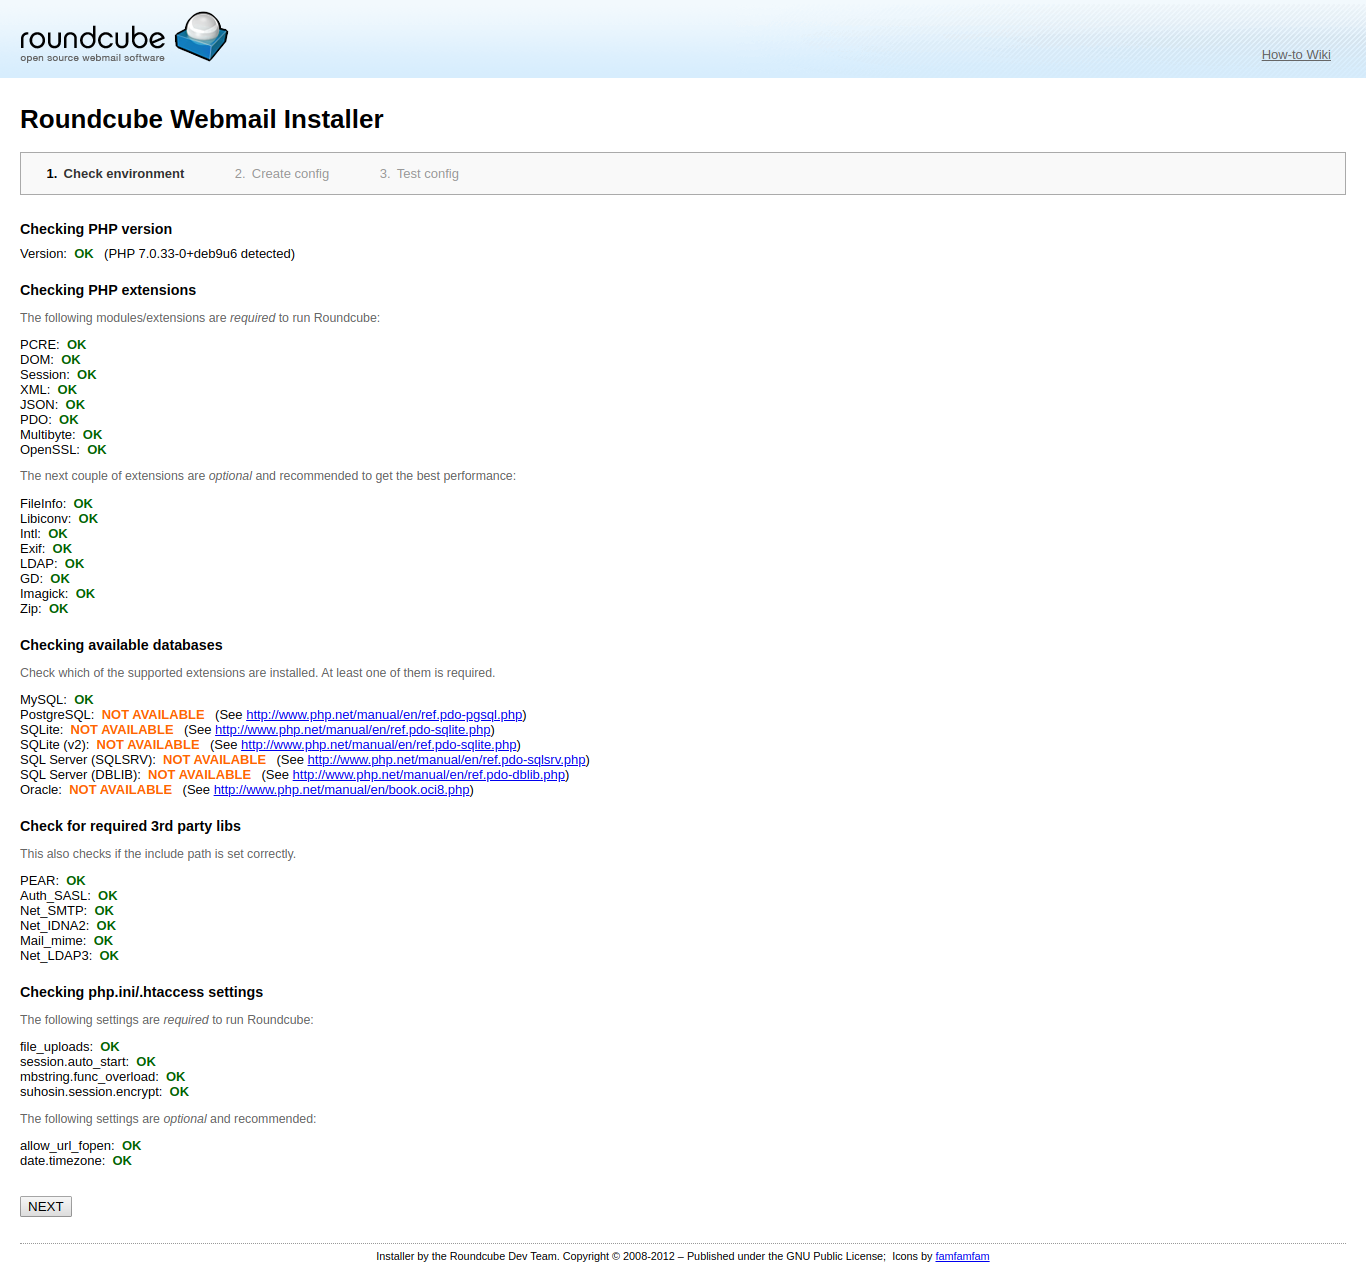 roundcube
open source webmail software
How-to Wiki
Roundcube Webmail Installer
1. Check environment 2. Create config 3. Test config
Checking PHP version
Version: OK (PHP 7.0.33-0+deb9u6 detected)
Checking PHP extensions
The following modules/extensions are required to run Roundcube:
PCRE: OK
DOM: OK
Session: OK
XML: OK
JSON: OK
PDO: OK
Multibyte: OK
OpenSSL: OK
The next couple of extensions are optional and recommended to get the best performance:
FileInfo: OK
Libiconv: OK
Intl: OK
Exif: OK
LDAP: OK
GD: OK
Imagick: OK
Zip: OK
Checking available databases
Check which of the supported extensions are installed. At least one of them is required.
MySQL: OK
PostgreSQL: NOT AVAILABLE (See http://www.php.net/manual/en/ref.pdo-pgsql.php)
SQLite: NOT AVAILABLE (See http://www.php.net/manual/en/ref.pdo-sqlite.php)
SQLite (v2): NOT AVAILABLE (See http://www.php.net/manual/en/ref.pdo-sqlite.php)
SQL Server (SQLSRV): NOT AVAILABLE (See http://www.php.net/manual/en/ref.pdo-sqlsrv.php)
SQL Server (DBLIB): NOT AVAILABLE (See http://www.php.net/manual/en/ref.pdo-dblib.php)
Oracle: NOT AVAILABLE (See http://www.php.net/manual/en/book.oci8.php)
Check for required 3rd party libs
This also checks if the include path is set correctly.
PEAR: OK
Auth_SASL: OK
Net_SMTP: OK
Net_IDNA2: OK
Mail_mime: OK
Net_LDAP3: OK
Checking php.ini/.htaccess settings
The following settings are required to run Roundcube:
file_uploads: OK
session.auto_start: OK
mbstring.func_overload: OK
suhosin.session.encrypt: OK
The following settings are optional and recommended:
allow_url_fopen: OK
date.timezone: OK
NEXT
Installer by the Roundcube Dev Team. Copyright © 2008-2012 – Published under the GNU Public License; Icons by famfamfam